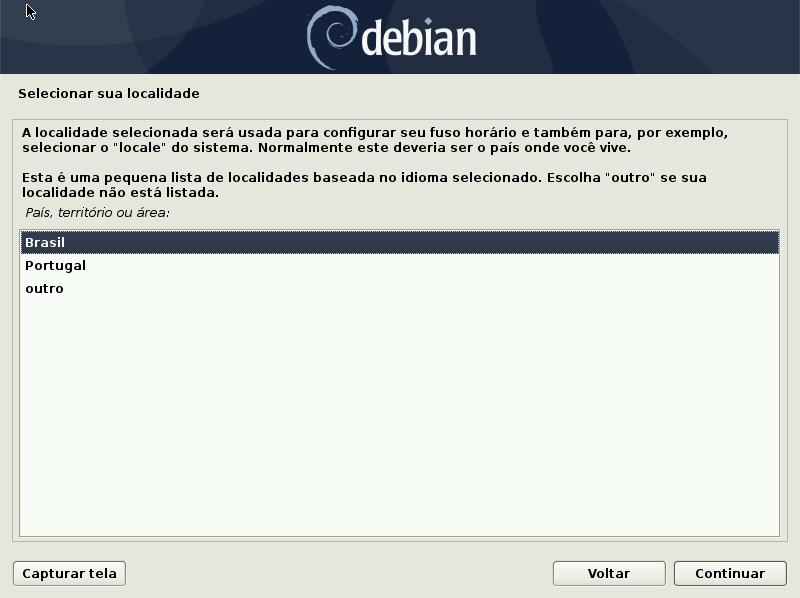 debian
Selecionar sua localidade
A localidade selecionada será usada para configurar seu fuso horário e também para, por exemplo,
selecionar o "locale" do sistema. Normalmente este deveria ser o país onde você vive.
Esta é uma pequena lista de localidades baseada no idioma selecionado. Escolha "outro" se sua
localidade não está listada.
País, território ou área:
Brasil
Portugal
outro
Capturar tela
Voltar
Continuar